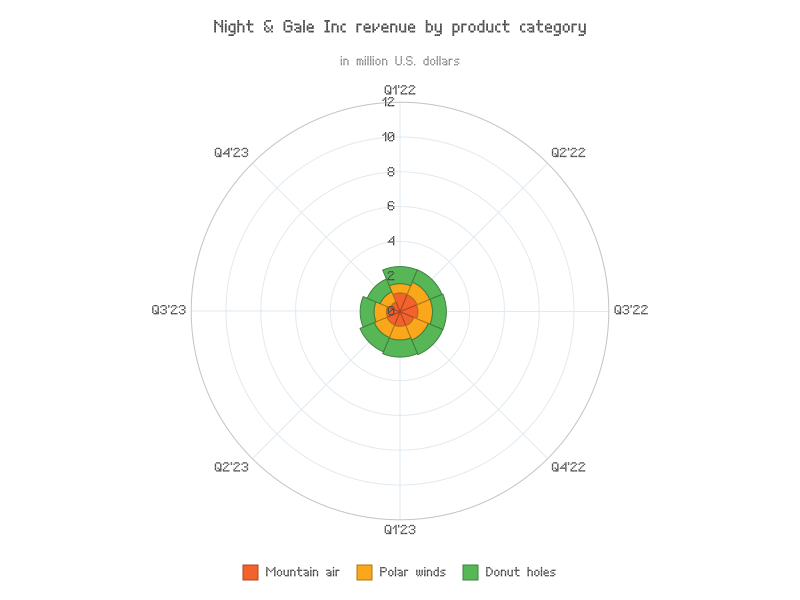 Night & Gale Inc revenue by product category
in million U.S. dollars
Q1'22
12
10
8
6
4
2
0
Q4'23
Q2'22
Q3'23
Q3'22
Q2'23
Q4'22
Q1'23
Mountain air
Polar winds
Donut holes